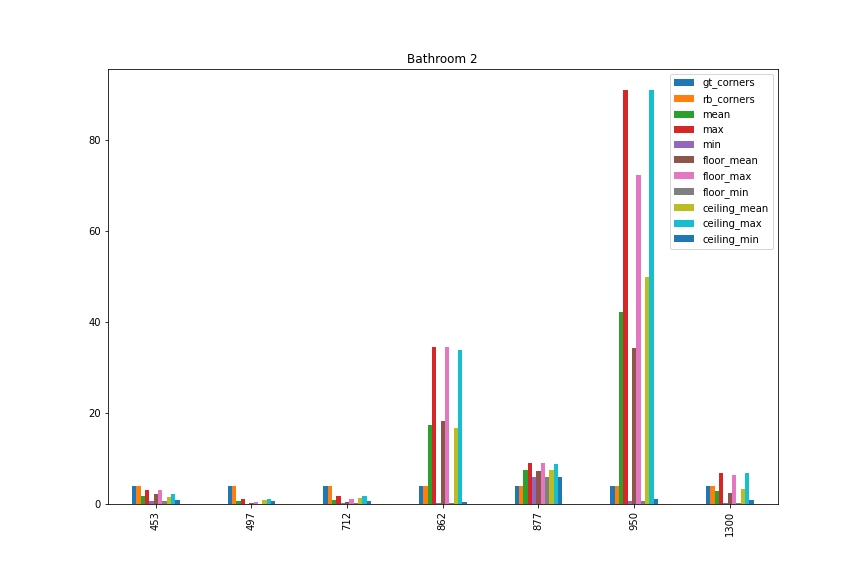 Bathroom 2
gt_corners
rb_corners
mean
max
min
floor_mean
floor_max
floor_min
ceiling_mean
ceiling_max
ceiling_min
80
60
40
20
0
453
497
712
862
877
950
1300